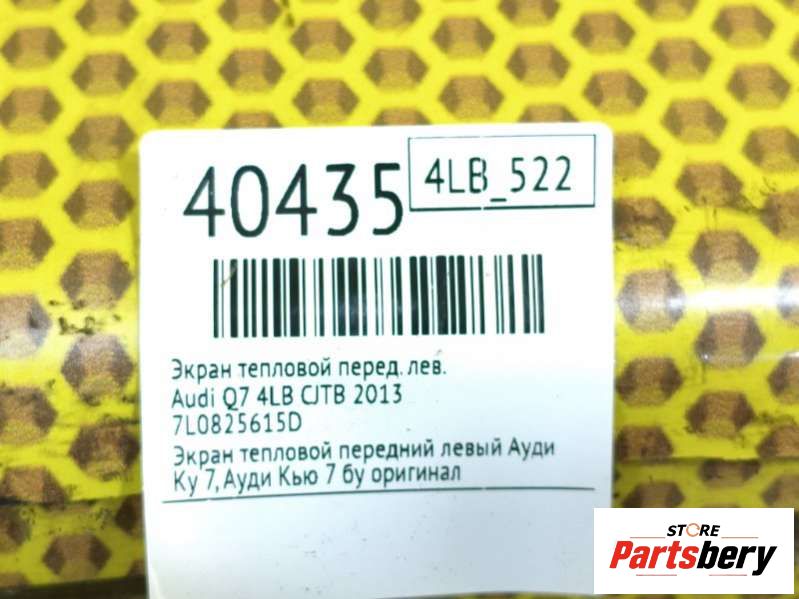 40435
4LB_522
Экран тепловой перед. лев.
Audi Q7 4LB CJTB 2013
7L0825615D
Экран тепловой передний левый Ауди
Ку 7, Ауди Кью 7 бу оригинал
STORE
Partsbery